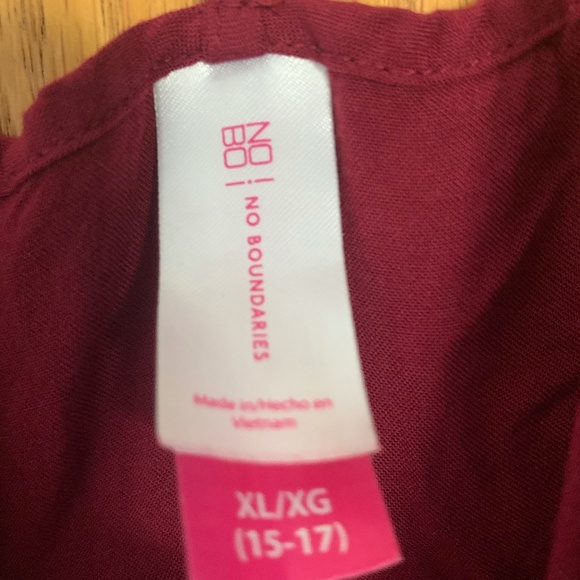 NO
BO
NO BOUNDARIES
Made in/Hecho en
Vietnam
XL/XG
(15-17)